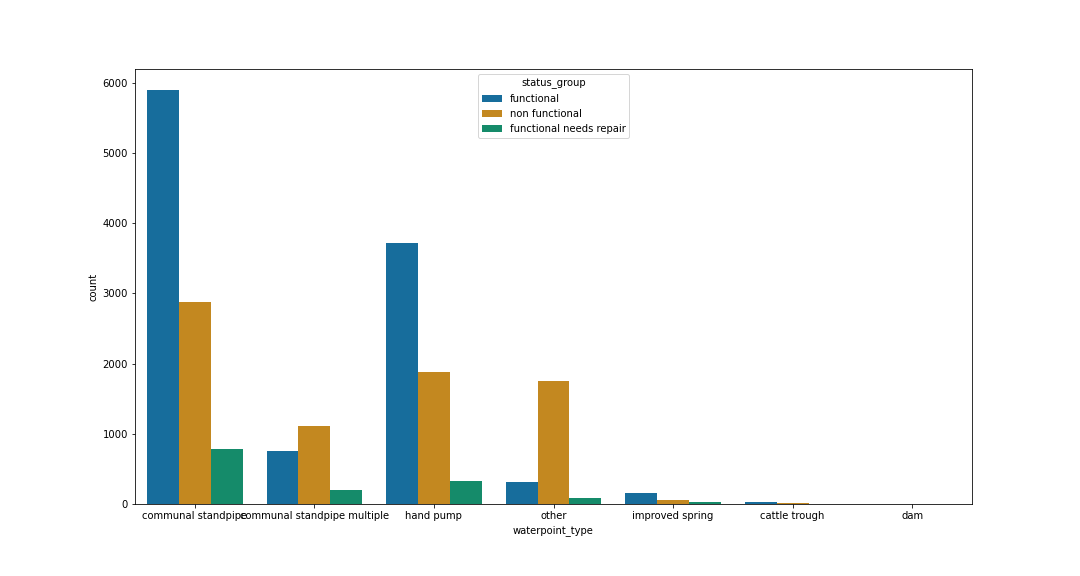 status_group
functional
non functional
functional needs repair
6000
5000
4000
3000
2000
1000
0
count
communal standpipe
communal standpipe multiple
hand pump
other
improved spring
cattle trough
dam
waterpoint_type